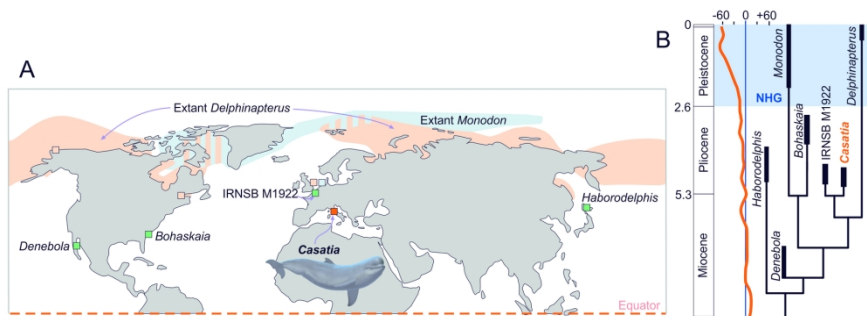 A
Extant Delphinapterus
Extant Monodon
IRNSB M1922
Haborodelphis
Denebola
Bohaskaia
Casatia
Equator
B
-60 0 +60
0
2.6
5.3
Pleistocene
Pliocene
Miocene
NHG
Haborodelphis
Denebola
Monodon
Bohaskaia
IRNSB M1922
Casatia
Delphinapterus